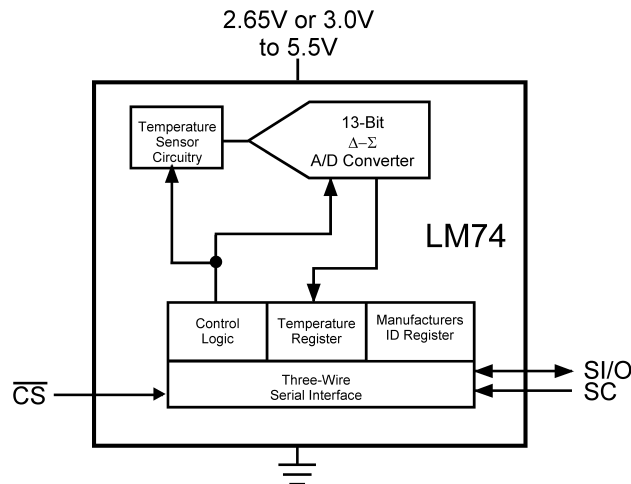 2.65V or 3.0V
to 5.5V
Temperature
Sensor
Circuitry
13-Bit
Δ–Σ
A/D Converter
LM74
Control
Logic
Temperature
Register
Manufacturers
ID Register
Three-Wire
Serial Interface
C̅S̅
SI/O
SC